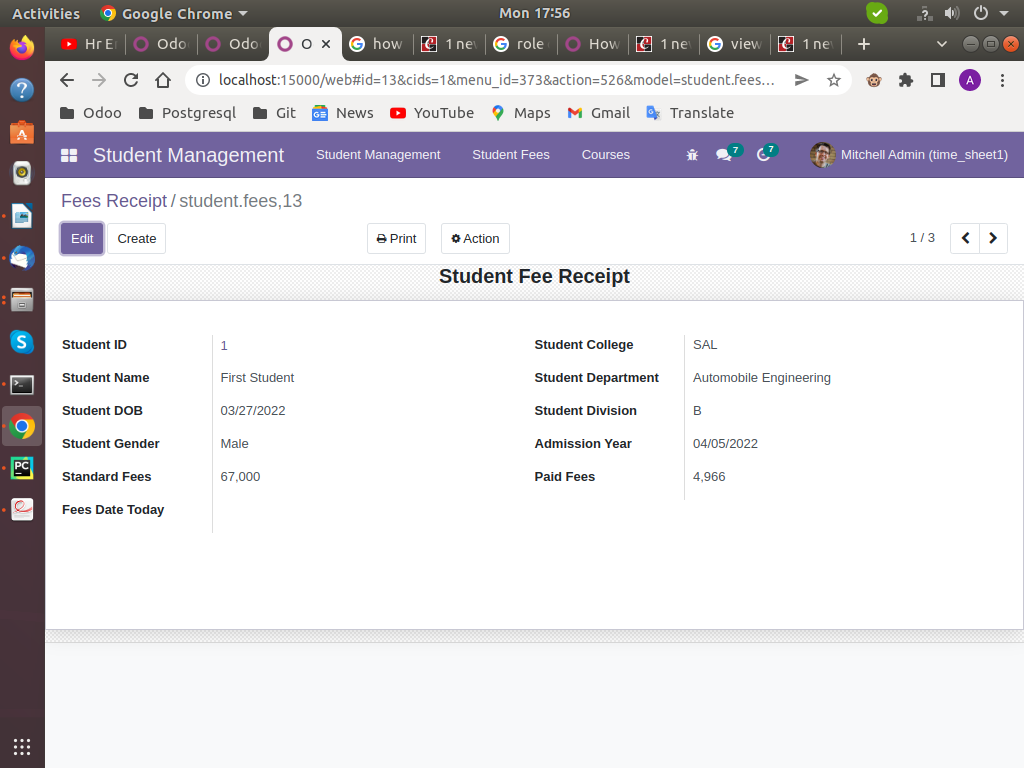 Activities Google Chrome Mon 17:56
Hr E Odo Odo O how 1 ne role How 1 ne view 1 ne
localhost:15000/web#id=13&cids=1&menu_id=373&action=526&model=student.fees... A
Odoo Postgresql Git News YouTube Maps Gmail Translate
Student Management Student Management Student Fees Courses 7 7 Mitchell Admin (time_sheet1)
Fees Receipt / student.fees,13
Edit Create Print Action 1 / 3
Student Fee Receipt
Student ID 1 Student College SAL
Student Name First Student Student Department Automobile Engineering
Student DOB 03/27/2022 Student Division B
Student Gender Male Admission Year 04/05/2022
Standard Fees 67,000 Paid Fees 4,966
Fees Date Today